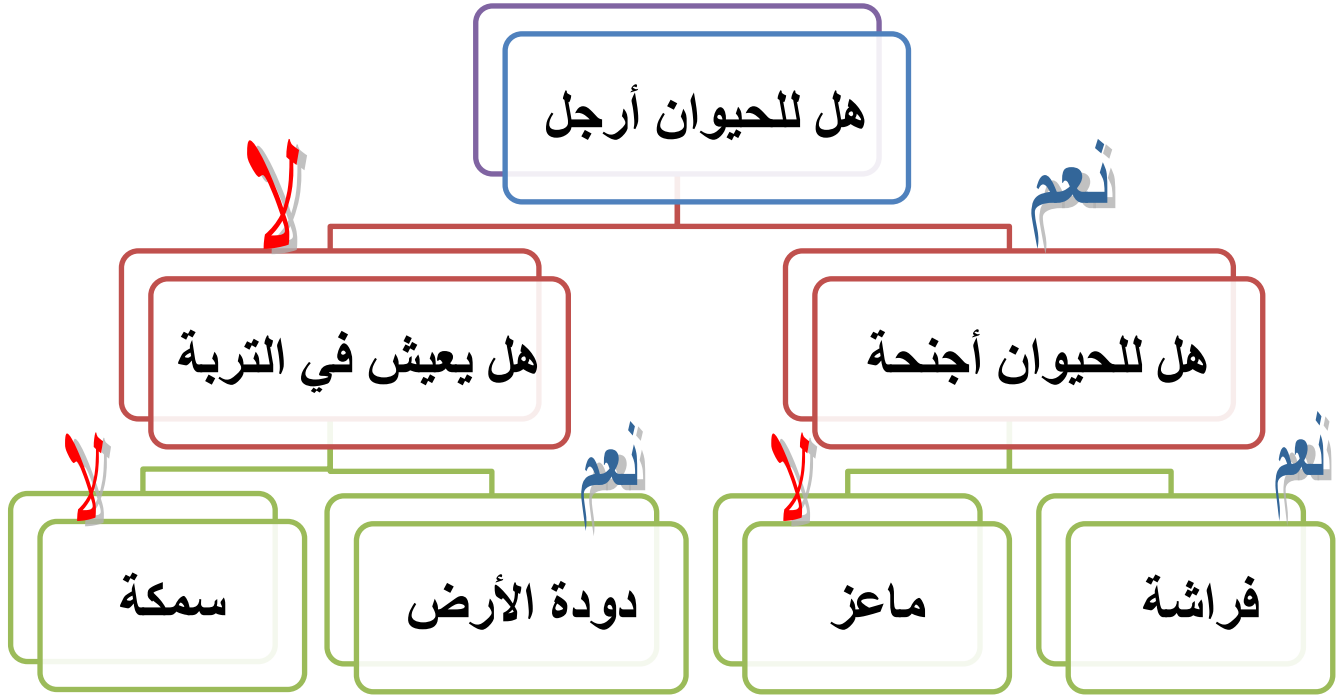 هل للحيوان أرجل
نعم
لا
هل للحيوان أجنحة
هل يعيش في التربة
نعم
لا
نعم
لا
فراشة
ماعز
دودة الأرض
سمكة